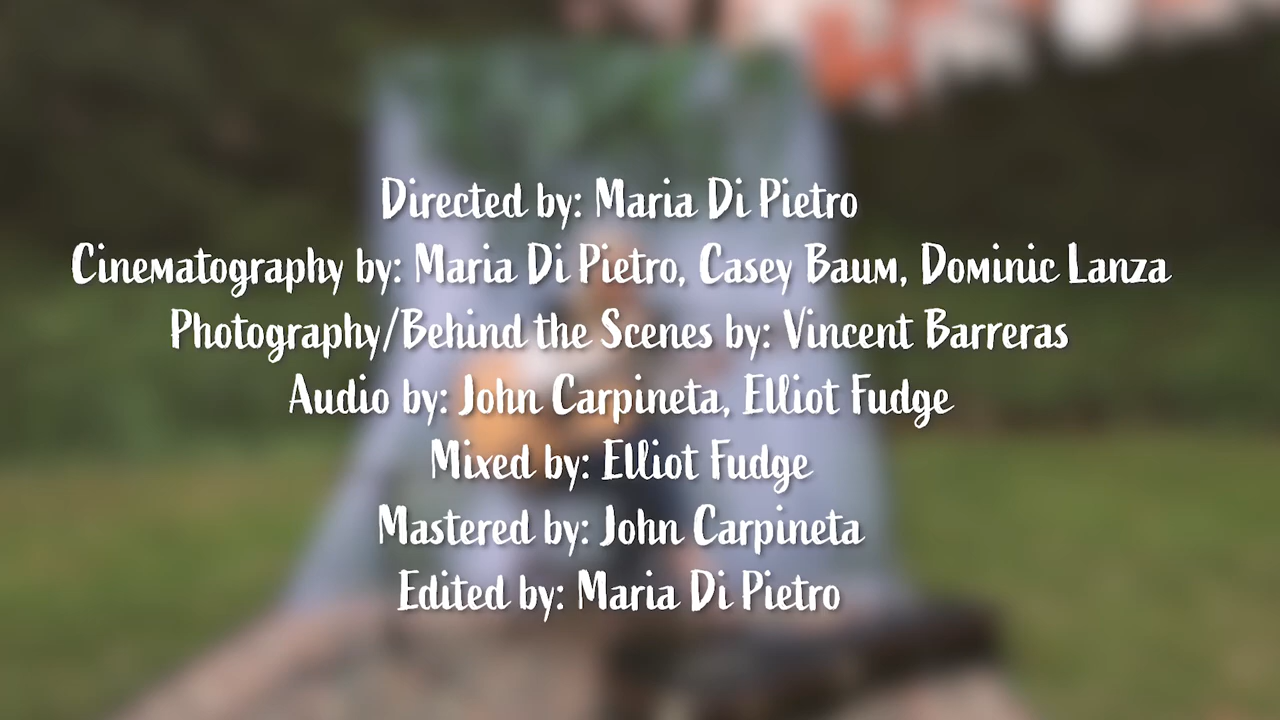 Directed by: Maria Di Pietro
Cinematography by: Maria Di Pietro, Casey Baum, Dominic Lanza
Photography/Behind the Scenes by: Vincent Barreras
Audio by: John Carpineta, Elliot Fudge
Mixed by: Elliot Fudge
Mastered by: John Carpineta
Edited by: Maria Di Pietro